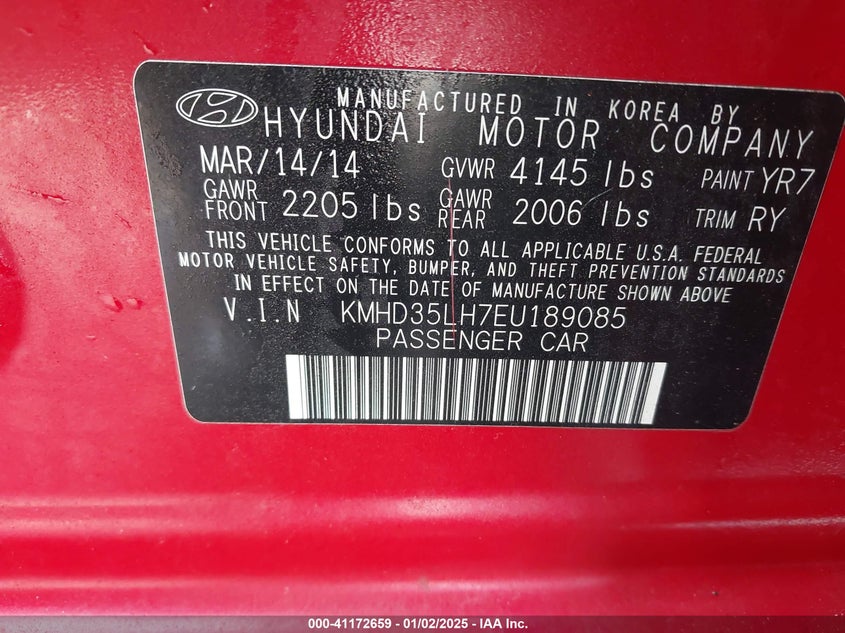 MANUFACTURED IN KOREA BY
HYUNDAI MOTOR COMPANY
MAR/14/14 GVWR 4145 lbs PAINT YR7
GAWR FRONT 2205 lbs GAWR REAR 2006 lbs TRIM RY
THIS VEHICLE CONFORMS TO ALL APPLICABLE U.S.A. FEDERAL
MOTOR VEHICLE SAFETY, BUMPER, AND THEFT PREVENTION STANDARDS
IN EFFECT ON THE DATE OF MANUFACTURE SHOWN ABOVE
V.I.N KMHD35LH7EU189085
PASSENGER CAR
000-41172659 - 01/02/2025 - IAA Inc.